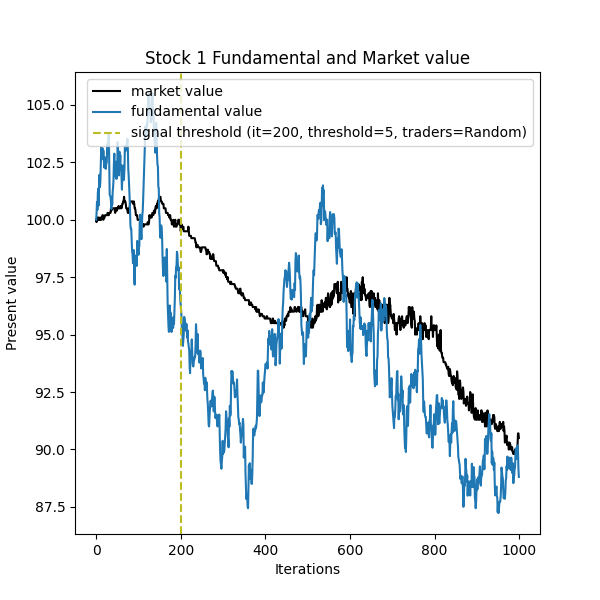 Stock 1 Fundamental and Market value
market value
fundamental value
signal threshold (it=200, threshold=5, traders=Random)
105.0
102.5
100.0
97.5
95.0
92.5
90.0
87.5
Present value
0 200 400 600 800 1000
Iterations